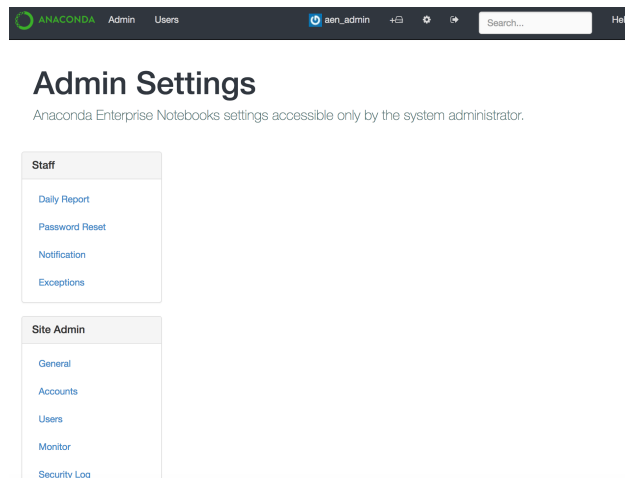 ANACONDA Admin Users aen_admin Search...
Admin Settings
Anaconda Enterprise Notebooks settings accessible only by the system administrator.
Staff
Daily Report
Password Reset
Notification
Exceptions
Site Admin
General
Accounts
Users
Monitor
Security Log